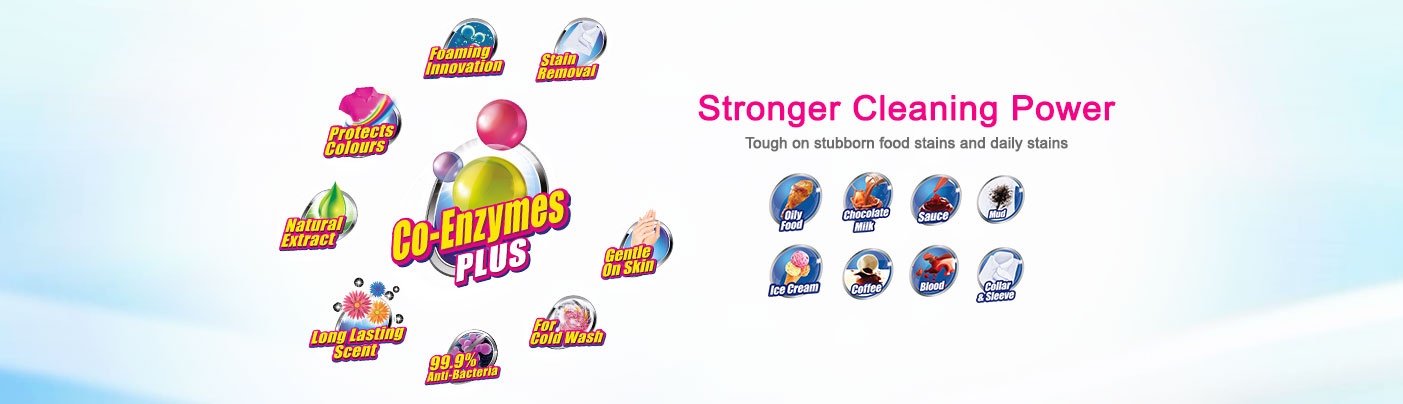 Foaming
Innovation
Stain
Removal
Protects
Colours
Natural
Extract
Co-Enzymes
PLUS
Gentle
On Skin
Long Lasting
Scent
For
Cold Wash
99.9%
Anti-Bacteria
Stronger Cleaning Power
Tough on stubborn food stains and daily stains
Oily
Food
Chocolate
Milk
Sauce
Mud
Ice Cream
Coffee
Blood
Collar
& Sleeve